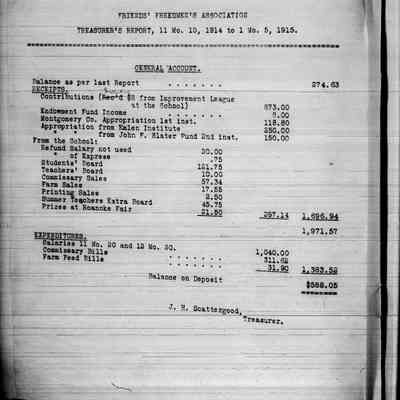 FRIENDS' FREEDMEN'S ASSOCIATION
TREASURER'S REPORT, 11 Mo. 10, 1914 to 1 Mo. 5, 1915.
GENERAL ACCOUNT.
Balance as per last Report ....... 274.63
RECEIPTS.
Contributions (Rec'd $8 from Improvement League
at the School) 873.00
Endowment Fund Income ....... 8.00
Montgomery Co. Appropriation 1st inst. 118.80
Appropriation from Kalen Institute 250.00
" from John F. Slater Fund 2nd inst. 150.00
From the School:
Refund Salary not used 20.00
" of Express .75
Students' Board 121.75
Teachers' Board 10.00
Commissary Sales 57.34
Farm Sales 17.55
Printing Sales 2.50
Summer Teachers Extra Board 45.75
Prizes at Roanoke Fair 21.50 297.14 1,696.94
1,971.57
EXPENDITURES.
Salaries 11 Mo. 20 and 12 Mo. 20. 1,040.00
Commissary Bills ....... 311.62
Farm Feed Bills ....... 31.90 1,383.52
Balance on Deposit $588.05
J. H. Scattergood,
Treasurer.